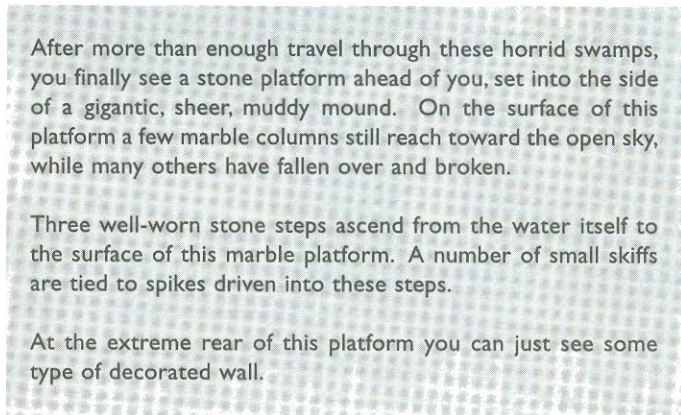 After more than enough travel through these horrid swamps,
you finally see a stone platform ahead of you, set into the side
of a gigantic, sheer, muddy mound.  On the surface of this
platform a few marble columns still reach toward the open sky,
while many others have fallen over and broken.

Three well-worn stone steps ascend from the water itself to
the surface of this marble platform.  A number of small skiffs
are tied to spikes driven into these steps.

At the extreme rear of this platform you can just see some
type of decorated wall.